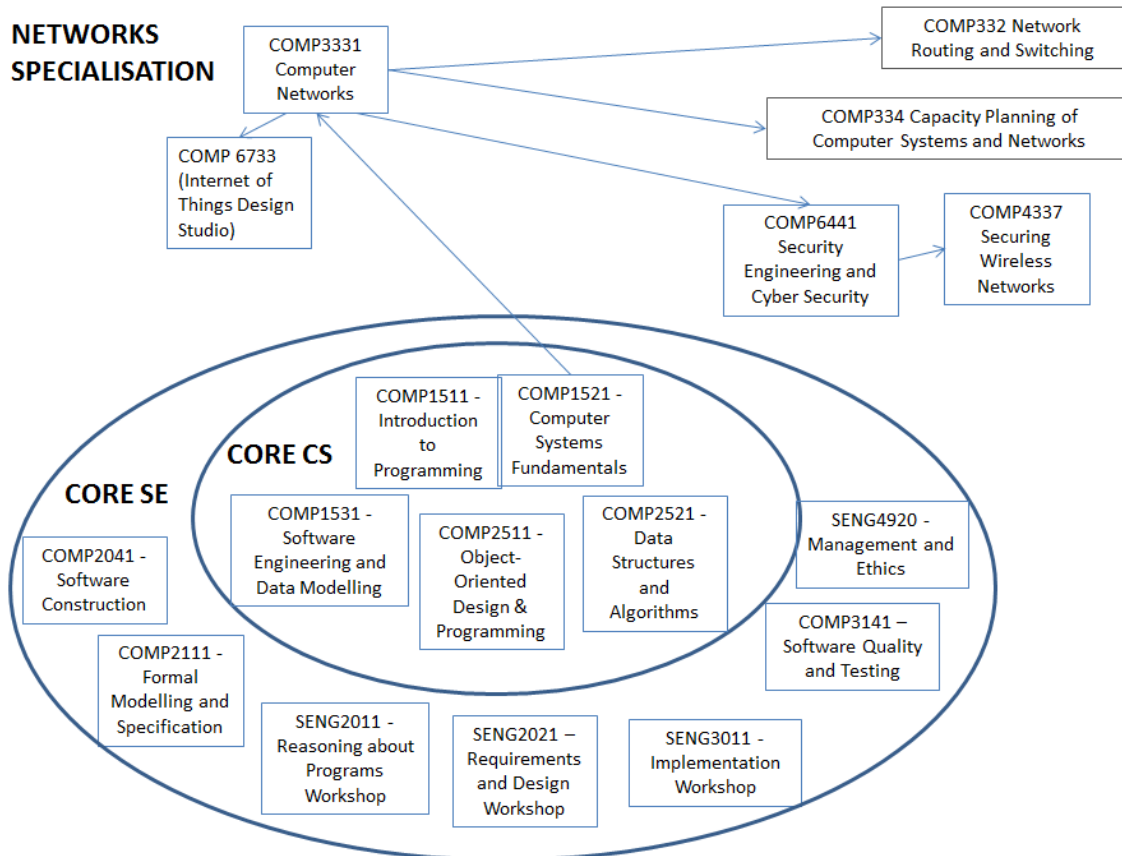 NETWORKS
SPECIALISATION
COMP3331
Computer
Networks
COMP332 Network
Routing and Switching
COMP334 Capacity Planning of
Computer Systems and Networks
COMP 6733
(Internet of
Things Design
Studio)
COMP6441
Security
Engineering and
Cyber Security
COMP4337
Securing
Wireless
Networks
CORE CS
COMP1511 -
Introduction
to
Programming
COMP1521 -
Computer
Systems
Fundamentals
COMP1531 -
Software
Engineering and
Data Modelling
COMP2511
- Object-
Oriented
Design &
Programming
COMP2521 -
Data
Structures
and
Algorithms
CORE SE
COMP2041 -
Software
Construction
SENG4920 -
Management and
Ethics
COMP3141 –
Software Quality
and Testing
COMP2111 -
Formal
Modelling and
Specification
SENG2011 -
Reasoning about
Programs
Workshop
SENG2021 –
Requirements
and Design
Workshop
SENG3011 -
Implementation
Workshop